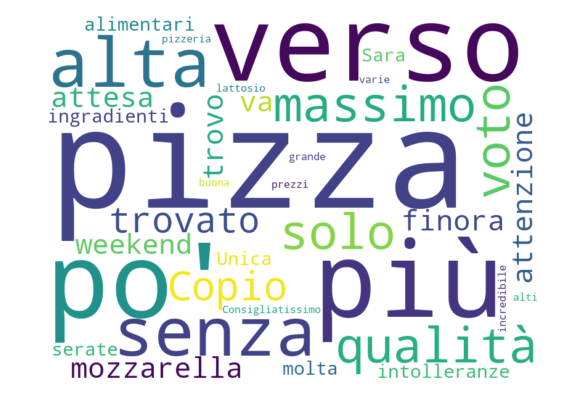 alimentari
pizzeria
verso
alta
Sara
varie
lattosio
attesa
va
massimo
voto
ingradienti
trovo
pizza
grande
buona
prezzi
attenzione
trovato
solo
finora
weekend
po'
Unica
più
Copio
incredibile
alti
Consigliatissimo
senza
qualità
serate
mozzarella
molta
intolleranze